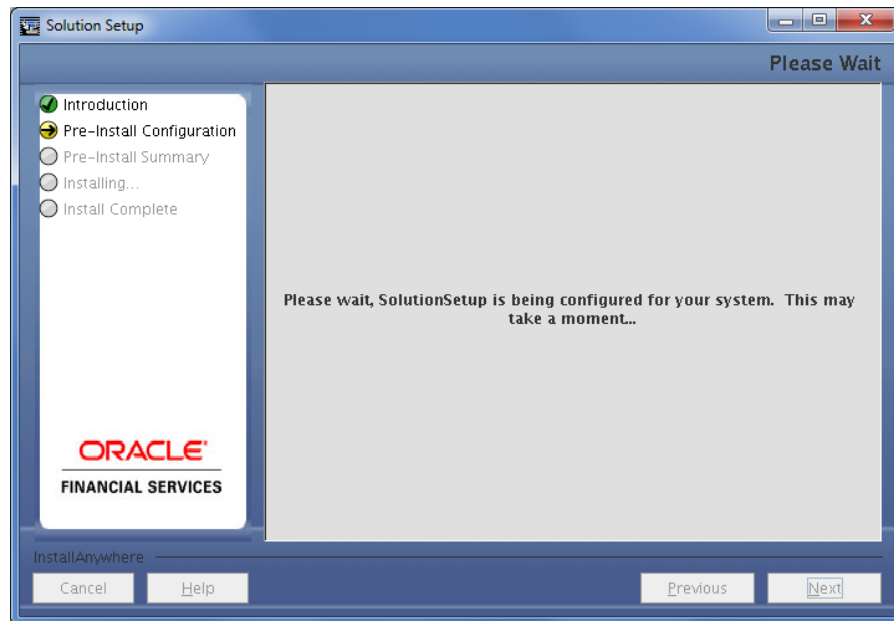 Solution Setup
Please Wait
Introduction
Pre-Install Configuration
Pre-Install Summary
Installing...
Install Complete
Please wait, SolutionSetup is being configured for your system.  This may
take a moment...
ORACLE'
FINANCIAL SERVICES
InstallAnywhere
Cancel
Help
Previous
Next